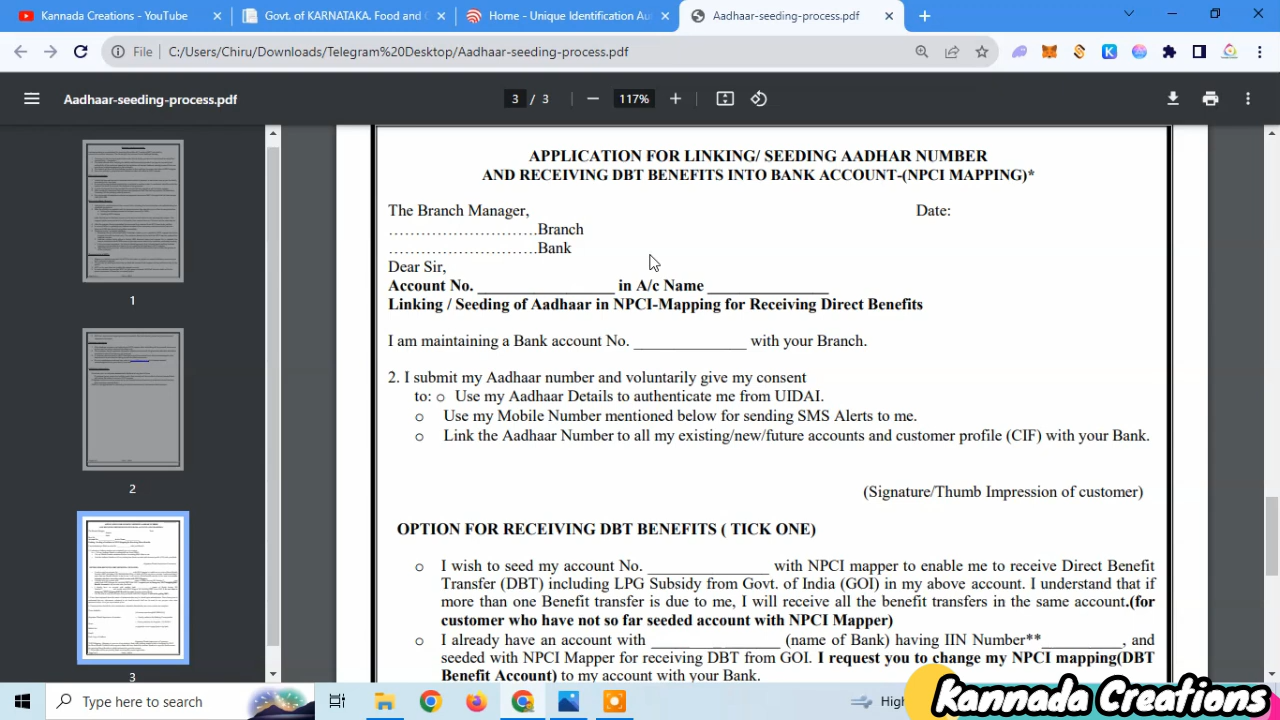 Kannada Creations - YouTube
Govt. of KARNATAKA. Food and
Home - Unique Identification Au
Aadhaar-seeding-process.pdf
File
C:/Users/Chiru/Downloads/Telegram%20Desktop/Aadhaar-seeding-process.pdf
Aadhaar-seeding-process.pdf
3 / 3
117%
1
2
3
APPLICATION FOR LINKING/ SEEDING AADHAR NUMBER
AND RECEIVING DBT BENEFITS INTO BANK ACCOUNT-(NPCI MAPPING)*
The Branch Manager, Date:
............................Branch
............................Bank
Dear Sir,
Account No. ______________ in A/c Name ______________
Linking / Seeding of Aadhaar in NPCI-Mapping for Receiving Direct Benefits
I am maintaining a Bank account No. _____________ with your Branch.
2. I submit my Aadhaar number and voluntarily give my consent
to: o Use my Aadhaar Details to authenticate me from UIDAI.
o Use my Mobile Number mentioned below for sending SMS Alerts to me.
o Link the Aadhaar Number to all my existing/new/future accounts and customer profile (CIF) with your Bank.
(Signature/Thumb Impression of customer)
OPTION FOR RECEIVING DBT BENEFITS ( TICK ONE)
o I wish to seed my account No. ______________ with NPCI mapper to enable me to receive Direct Benefit
Transfer (DBT) including LPG Subsidy from Govt. of India (GOI) in my above account. I understand that if
more than one Benefit transfer is due to me, I will receive all the benefit transfers in the same account.(for
customer who have not so far seeded account with NPCI Mapper)
o I already have an account with ______________ (name of Bank) having IIN Number**_________, and
seeded with NPCI Mapper for receiving DBT from GOI. I request you to change my NPCI mapping(DBT
Benefit Account) to my account with your Bank.
Type here to search
High
Kannada Creations